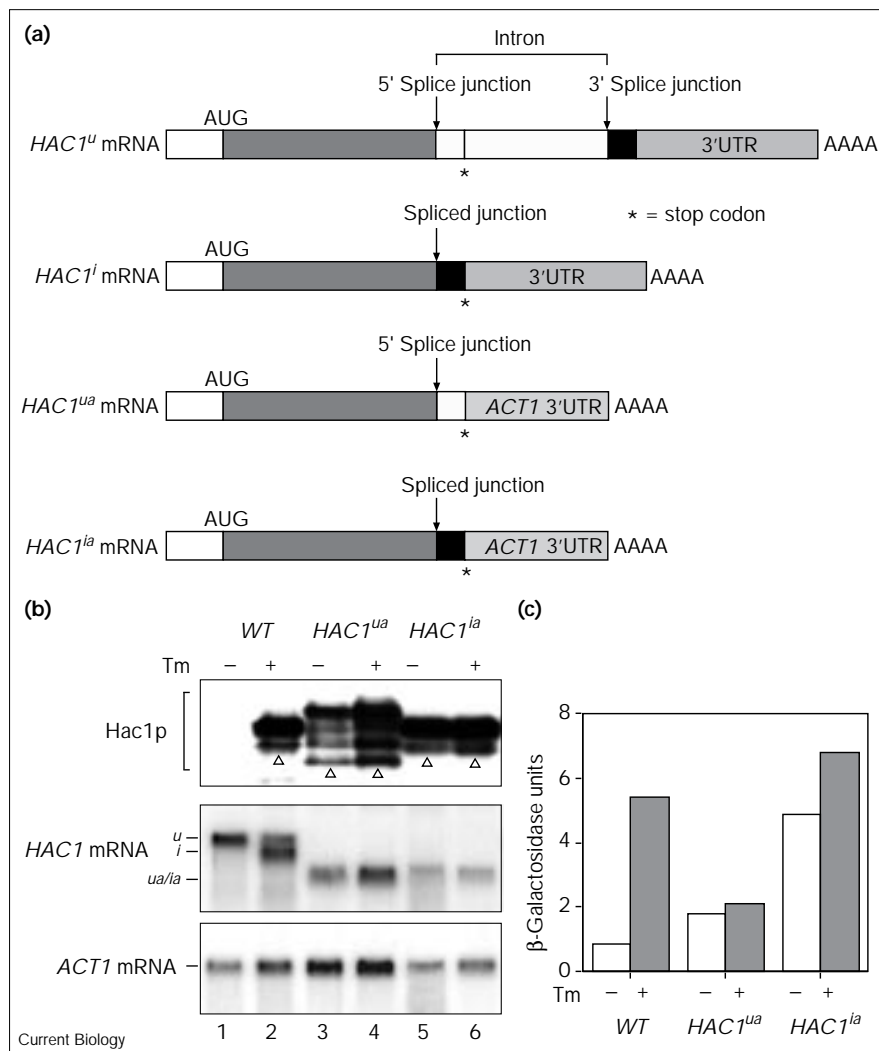 (a)
Intron
5' Splice junction 3' Splice junction
AUG
HAC1ᵘ mRNA 3'UTR AAAA
*
Spliced junction * = stop codon
AUG
HAC1ⁱ mRNA 3'UTR AAAA
*
5' Splice junction
AUG
HAC1ᵘᵃ mRNA ACT1 3'UTR AAAA
*
Spliced junction
AUG
HAC1ⁱᵃ mRNA ACT1 3'UTR AAAA
*
(b)
WT HAC1ᵘᵃ HAC1ⁱᵃ
Tm − + − + − +
Hac1p
HAC1 mRNA
u
i
ua/ia
ACT1 mRNA
1 2 3 4 5 6
Current Biology
(c)
β-Galactosidase units
8
6
4
2
0
Tm − + − + − +
WT HAC1ᵘᵃ HAC1ⁱᵃ